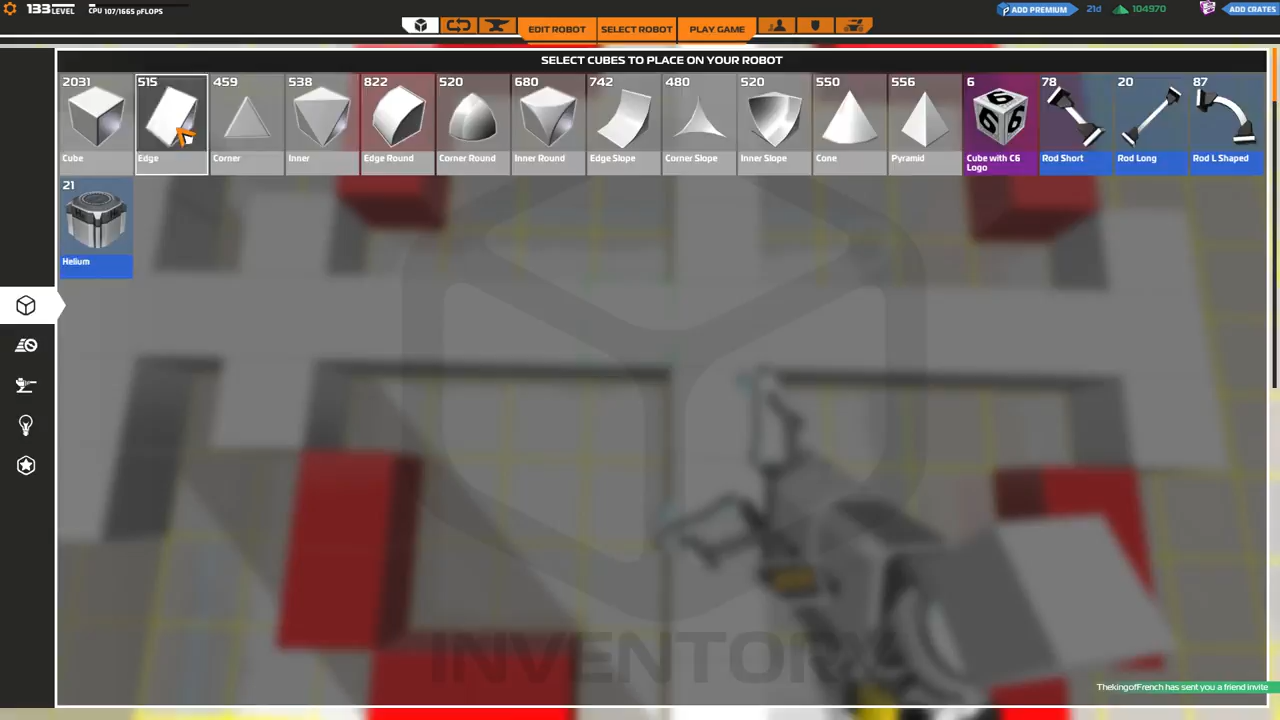 133 LEVEL CPU 107/1665 pFLOPS
ADD PREMIUM 21d 104970 ADD CRATES
EDIT ROBOT SELECT ROBOT PLAY GAME
SELECT CUBES TO PLACE ON YOUR ROBOT
2031 515 459 538 822 520 680 742 480 520 550 556 6 78 20 87
6 6 6
Cube Edge Corner Inner Edge Round Corner Round Inner Round Edge Slope Corner Slope Inner Slope Cone Pyramid Cube with C6 Rod Short Rod Long Rod L Shaped
Logo
21
Helium
INVENTORY
ThekingofFrench has sent you a friend invite